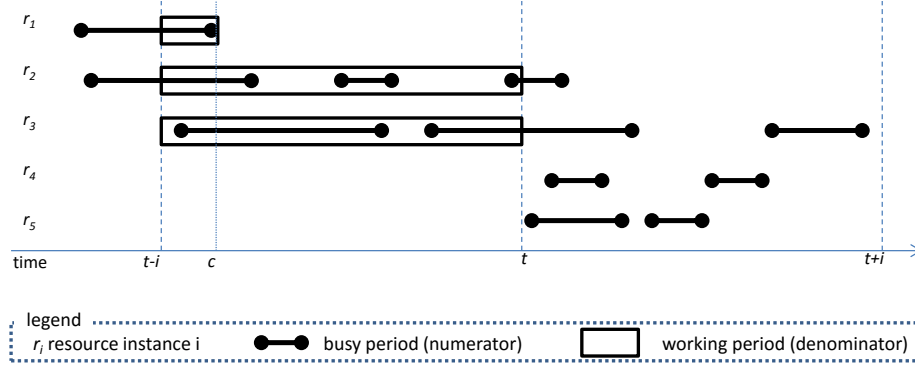 r1
r2
r3
r4
r5
time t-i c t t+i
legend
ri resource instance i busy period (numerator) working period (denominator)